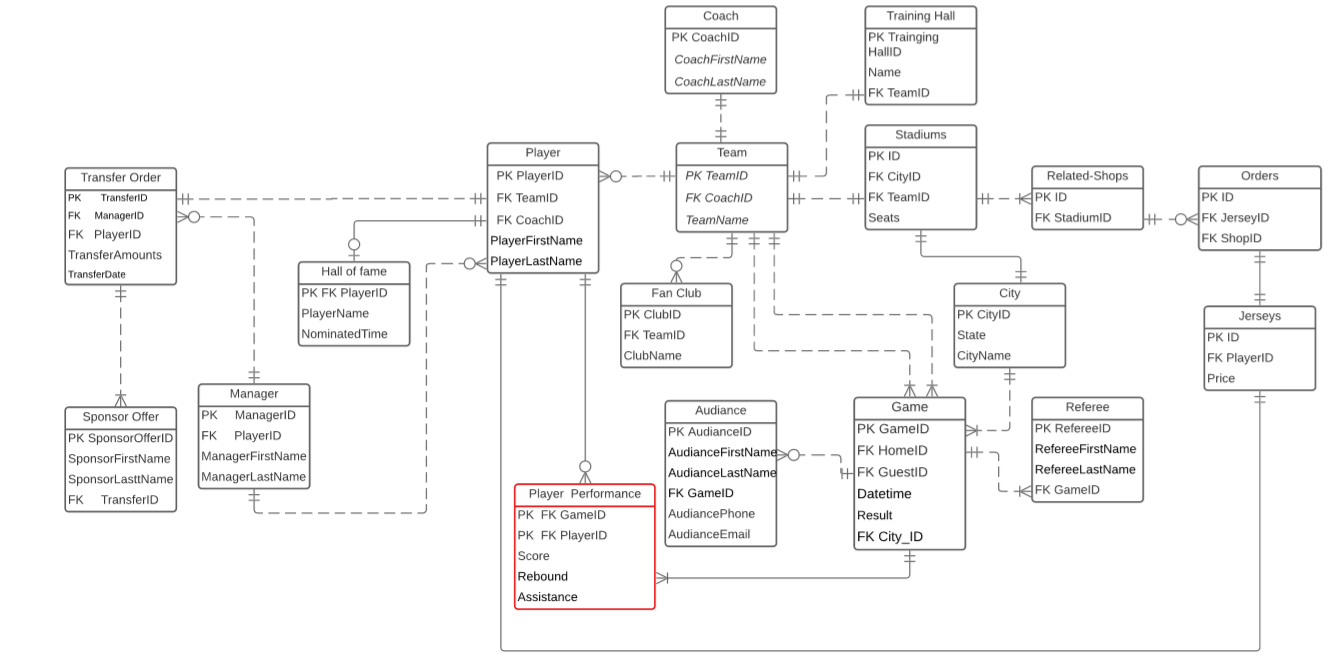 Coach
PK CoachID
CoachFirstName
CoachLastName
Training Hall
PK Trainging
HallID
Name
FK TeamID
Player
PK PlayerID
FK TeamID
FK CoachID
PlayerFirstName
PlayerLastName
Team
PK TeamID
FK CoachID
TeamName
Stadiums
PK ID
FK CityID
FK TeamID
Seats
Related-Shops
PK ID
FK StadiumID
Orders
PK ID
FK JerseyID
FK ShopID
Transfer Order
PK TransferID
FK ManagerID
FK PlayerID
TransferAmounts
TransferDate
Hall of fame
PK FK PlayerID
PlayerName
NominatedTime
Fan Club
PK ClubID
FK TeamID
ClubName
City
PK CityID
State
CityName
Jerseys
PK ID
FK PlayerID
Price
Sponsor Offer
PK SponsorOfferID
SponsorFirstName
SponsorLasttName
FK TransferID
Manager
PK ManagerID
FK PlayerID
ManagerFirstName
ManagerLastName
Audiance
PK AudianceID
AudianceFirstName
AudianceLastName
FK GameID
AudiancePhone
AudianceEmail
Game
PK GameID
FK HomeID
FK GuestID
Datetime
Result
FK City_ID
Referee
PK RefereeID
RefereeFirstName
RefereeLastName
FK GameID
Player Performance
PK FK GameID
PK FK PlayerID
Score
Rebound
Assistance